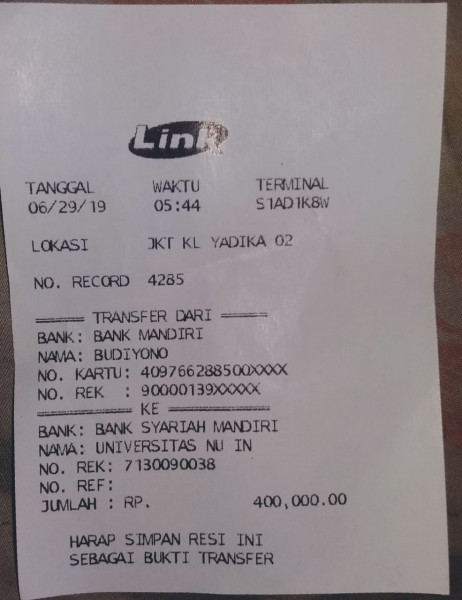 Link
TANGGAL WAKTU TERMINAL
06/29/19 05:44 S1AD1K8W
LOKASI JKT KL YADIKA 02
NO. RECORD 4285
====== TRANSFER DARI ======
BANK: BANK MANDIRI
NAMA: BUDIYONO
NO. KARTU: 409766288500XXXX
NO. REK : 90000139XXXXX
============ KE ============
BANK: BANK SYARIAH MANDIRI
NAMA: UNIVERSITAS NU IN
NO. REK: 7130090038
NO. REF:
JUMLAH : RP. 400,000.00
HARAP SIMPAN RESI INI
SEBAGAI BUKTI TRANSFER